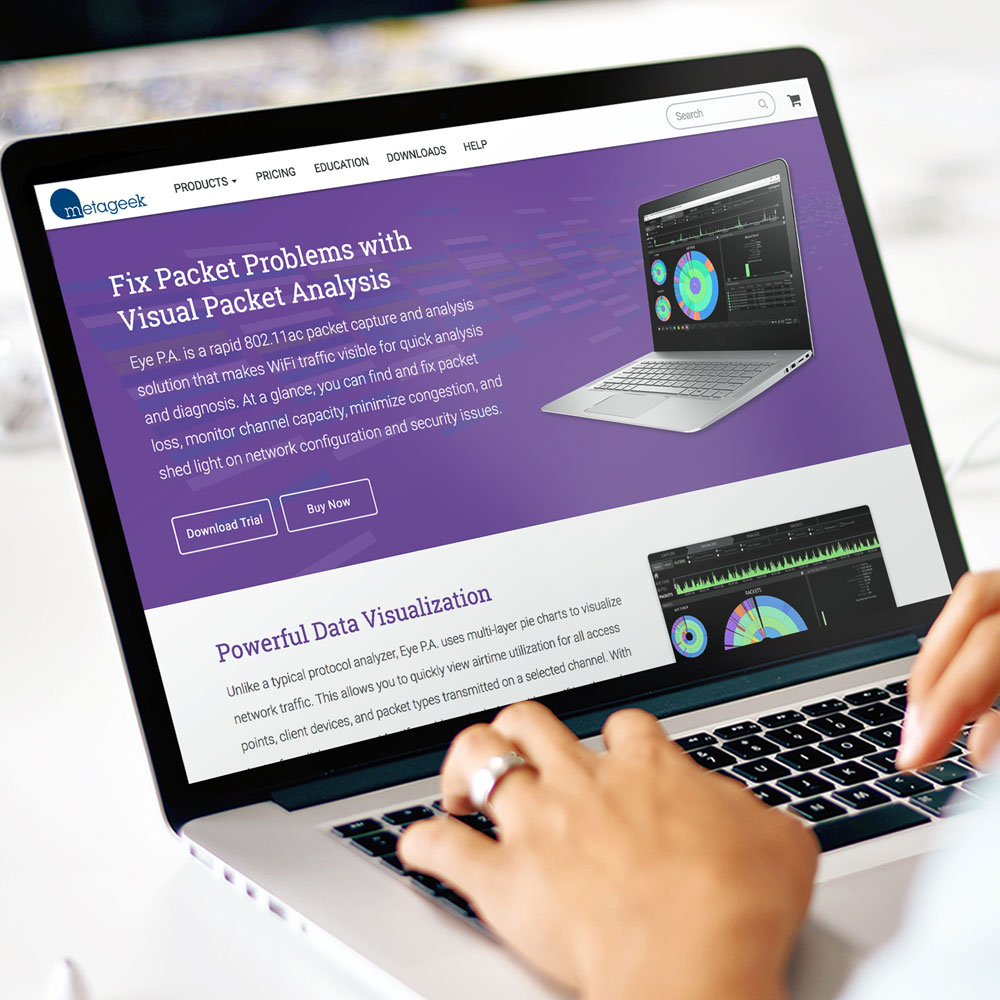 metageek
PRODUCTS
PRICING
EDUCATION
DOWNLOADS
HELP
Search
Fix Packet Problems with
Visual Packet Analysis
Eye P.A. is a rapid 802.11ac packet capture and analysis
solution that makes WiFi traffic visible for quick analysis
and diagnosis. At a glance, you can find and fix packet
loss, monitor channel capacity, minimize congestion, and
shed light on network configuration and security issues.
Download Trial
Buy Now
Powerful Data Visualization
Unlike a typical protocol analyzer, Eye P.A. uses multi-layer pie charts to visualize
network traffic. This allows you to quickly view airtime utilization for all access
points, client devices, and packet types transmitted on a selected channel. With
PACKETS